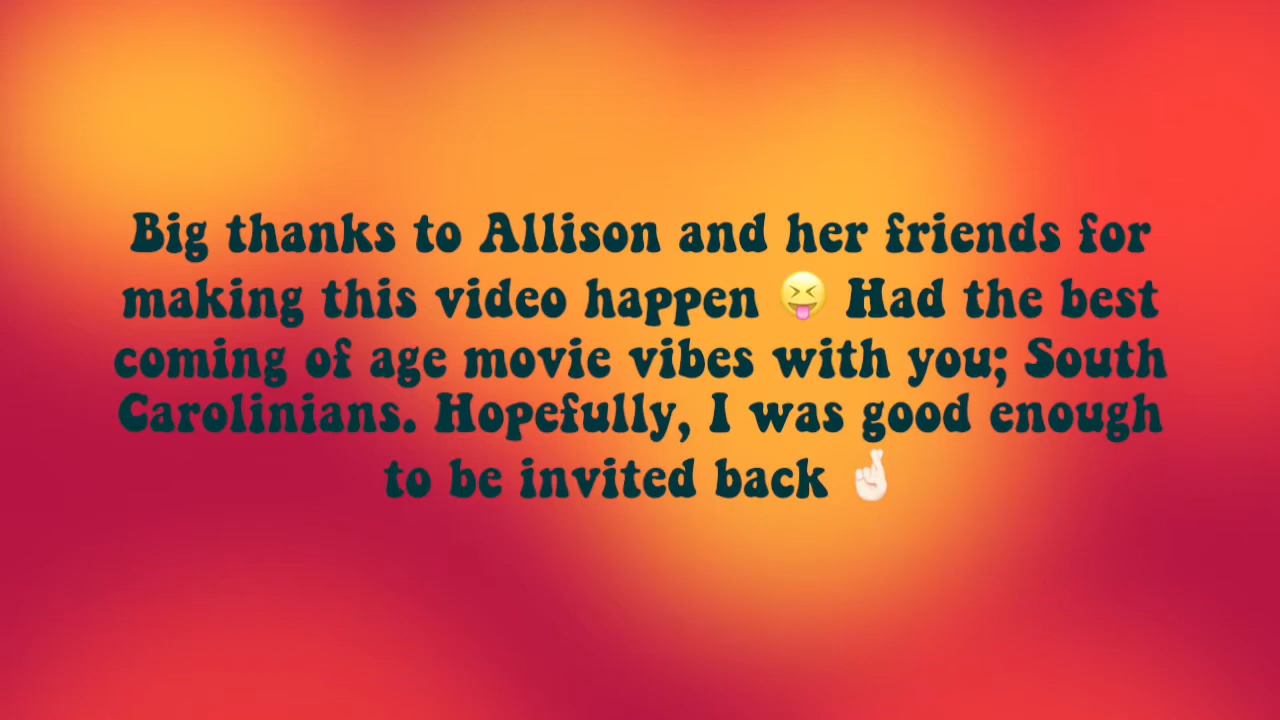 Big thanks to Allison and her friends for
making this video happen 😝 Had the best
coming of age movie vibes with you; South
Carolinians. Hopefully, I was good enough
to be invited back 🤞🏻